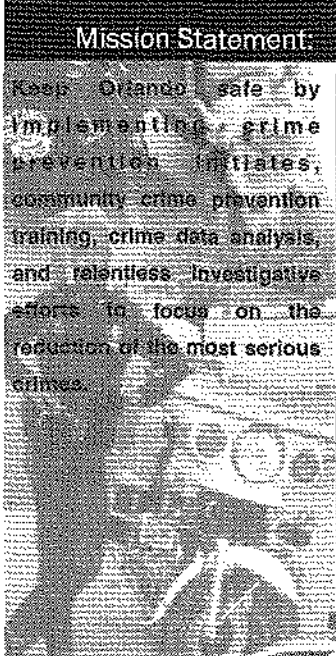 Mission Statement:
Keep Orlando safe by
implementing crime
prevention initiates,
community crime prevention
training, crime data analysis,
and relentless investigative
efforts to focus on the
reduction of the most serious
crimes.